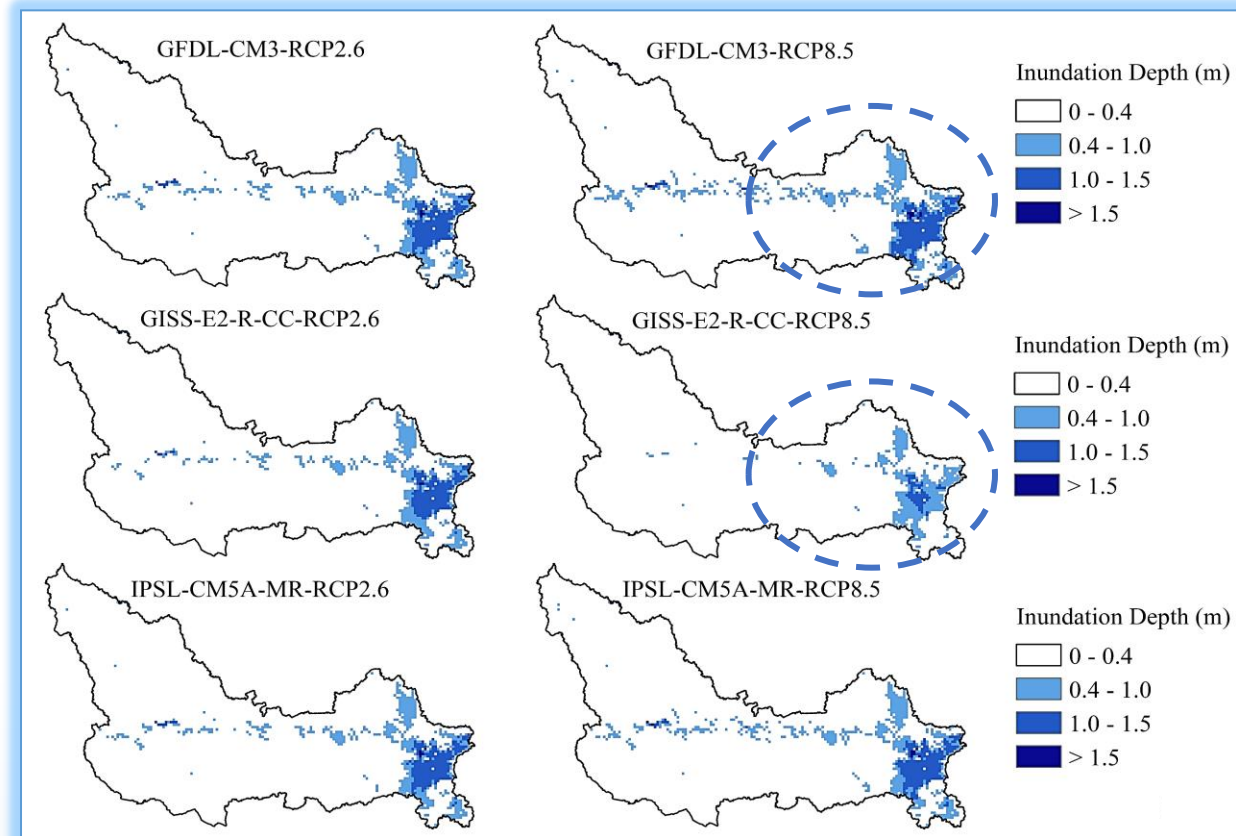 GFDL-CM3-RCP2.6
GFDL-CM3-RCP8.5
Inundation Depth (m)
0 - 0.4
0.4 - 1.0
1.0 - 1.5
> 1.5
GISS-E2-R-CC-RCP2.6
GISS-E2-R-CC-RCP8.5
Inundation Depth (m)
0 - 0.4
0.4 - 1.0
1.0 - 1.5
> 1.5
IPSL-CM5A-MR-RCP2.6
IPSL-CM5A-MR-RCP8.5
Inundation Depth (m)
0 - 0.4
0.4 - 1.0
1.0 - 1.5
> 1.5